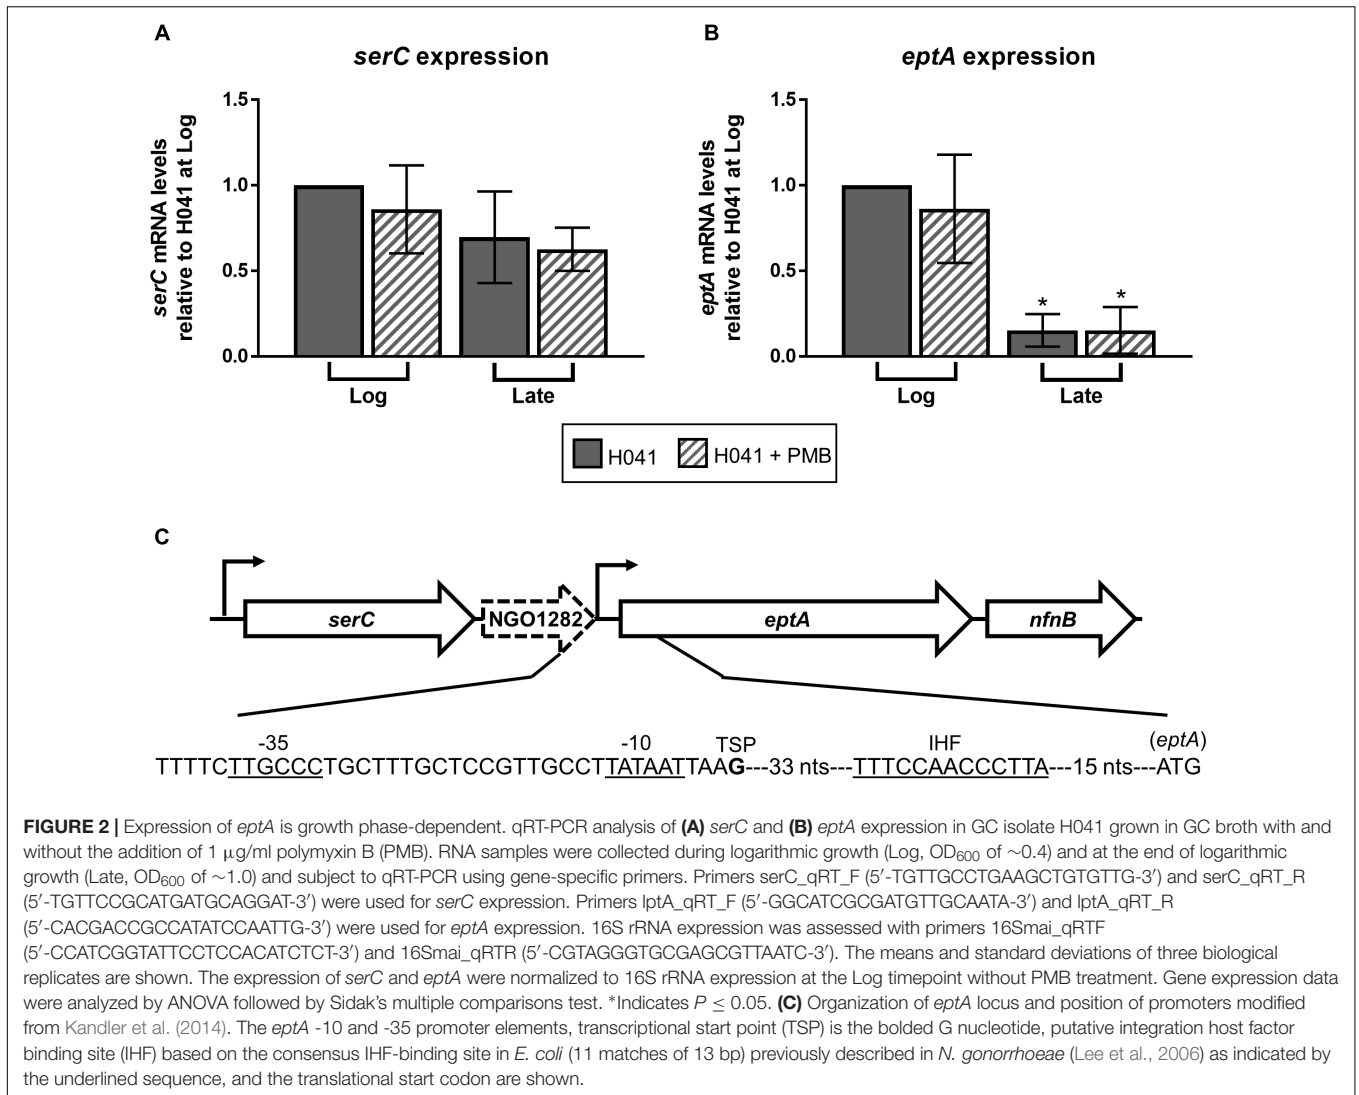 A
serC expression
serC mRNA levels
relative to H041 at Log
1.5
1.0
0.5
0.0
Log
Late
B
eptA expression
eptA mRNA levels
relative to H041 at Log
1.5
1.0
0.5
0.0
*
*
Log
Late
H041
H041 + PMB
C
serC
NGO1282
eptA
nfnB
-35
-10
TSP
IHF
(eptA)
TTTTCTTGCCCTGCTTTGCTCCGTTGCCTTATAATTAAG---33 nts---TTTCCAACCCTTA---15 nts---ATG
FIGURE 2 | Expression of eptA is growth phase-dependent. qRT-PCR analysis of (A) serC and (B) eptA expression in GC isolate H041 grown in GC broth with and
without the addition of 1 μg/ml polymyxin B (PMB). RNA samples were collected during logarithmic growth (Log, OD600 of ~0.4) and at the end of logarithmic
growth (Late, OD600 of ~1.0) and subject to qRT-PCR using gene-specific primers. Primers serC_qRT_F (5′-TGTTGCCTGAAGCTGTGTTG-3′) and serC_qRT_R
(5′-TGTTCCGCATGATGCAGGAT-3′) were used for serC expression. Primers lptA_qRT_F (5′-GGCATCGCGATGTTGCAATA-3′) and lptA_qRT_R
(5′-CACGACCGCCATATCCAATTG-3′) were used for eptA expression. 16S rRNA expression was assessed with primers 16Smai_qRTF
(5′-CCATCGGTATTCCTCCACATCTCT-3′) and 16Smai_qRTR (5′-CGTAGGGTGCGAGCGTTAATC-3′). The means and standard deviations of three biological
replicates are shown. The expression of serC and eptA were normalized to 16S rRNA expression at the Log timepoint without PMB treatment. Gene expression data
were analyzed by ANOVA followed by Sidak's multiple comparisons test. *Indicates P ≤ 0.05. (C) Organization of eptA locus and position of promoters modified
from Kandler et al. (2014). The eptA -10 and -35 promoter elements, transcriptional start point (TSP) is the bolded G nucleotide, putative integration host factor
binding site (IHF) based on the consensus IHF-binding site in E. coli (11 matches of 13 bp) previously described in N. gonorrhoeae (Lee et al., 2006) as indicated by
the underlined sequence, and the translational start codon are shown.